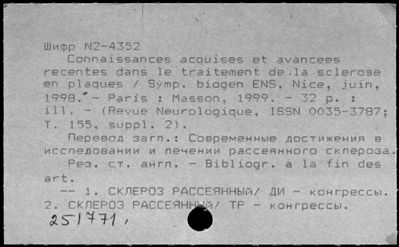 Шифр N2-4352
Connaissances acquises et avancees
recentes dans le traitement de la sclerose
en plaques / Symp. biogen ENS, Nice, juin,
1998. - Paris : Masson, 1999. - 32 p. :
ill. - (Revue Neurologique, ISSN 0035-3787;
T. 155, suppl. 2).
Перевод загл.: Современные достижения в
исследовании и лечении рассеянного склероза.
Рез. ст. англ. - Bibliogr. à la fin des
art.
-- 1. СКЛЕРОЗ РАССЕЯННЫЙ/ ДИ - конгрессы.
2. СКЛЕРОЗ РАССЕЯННЫЙ/ ТР - конгрессы.
251771.